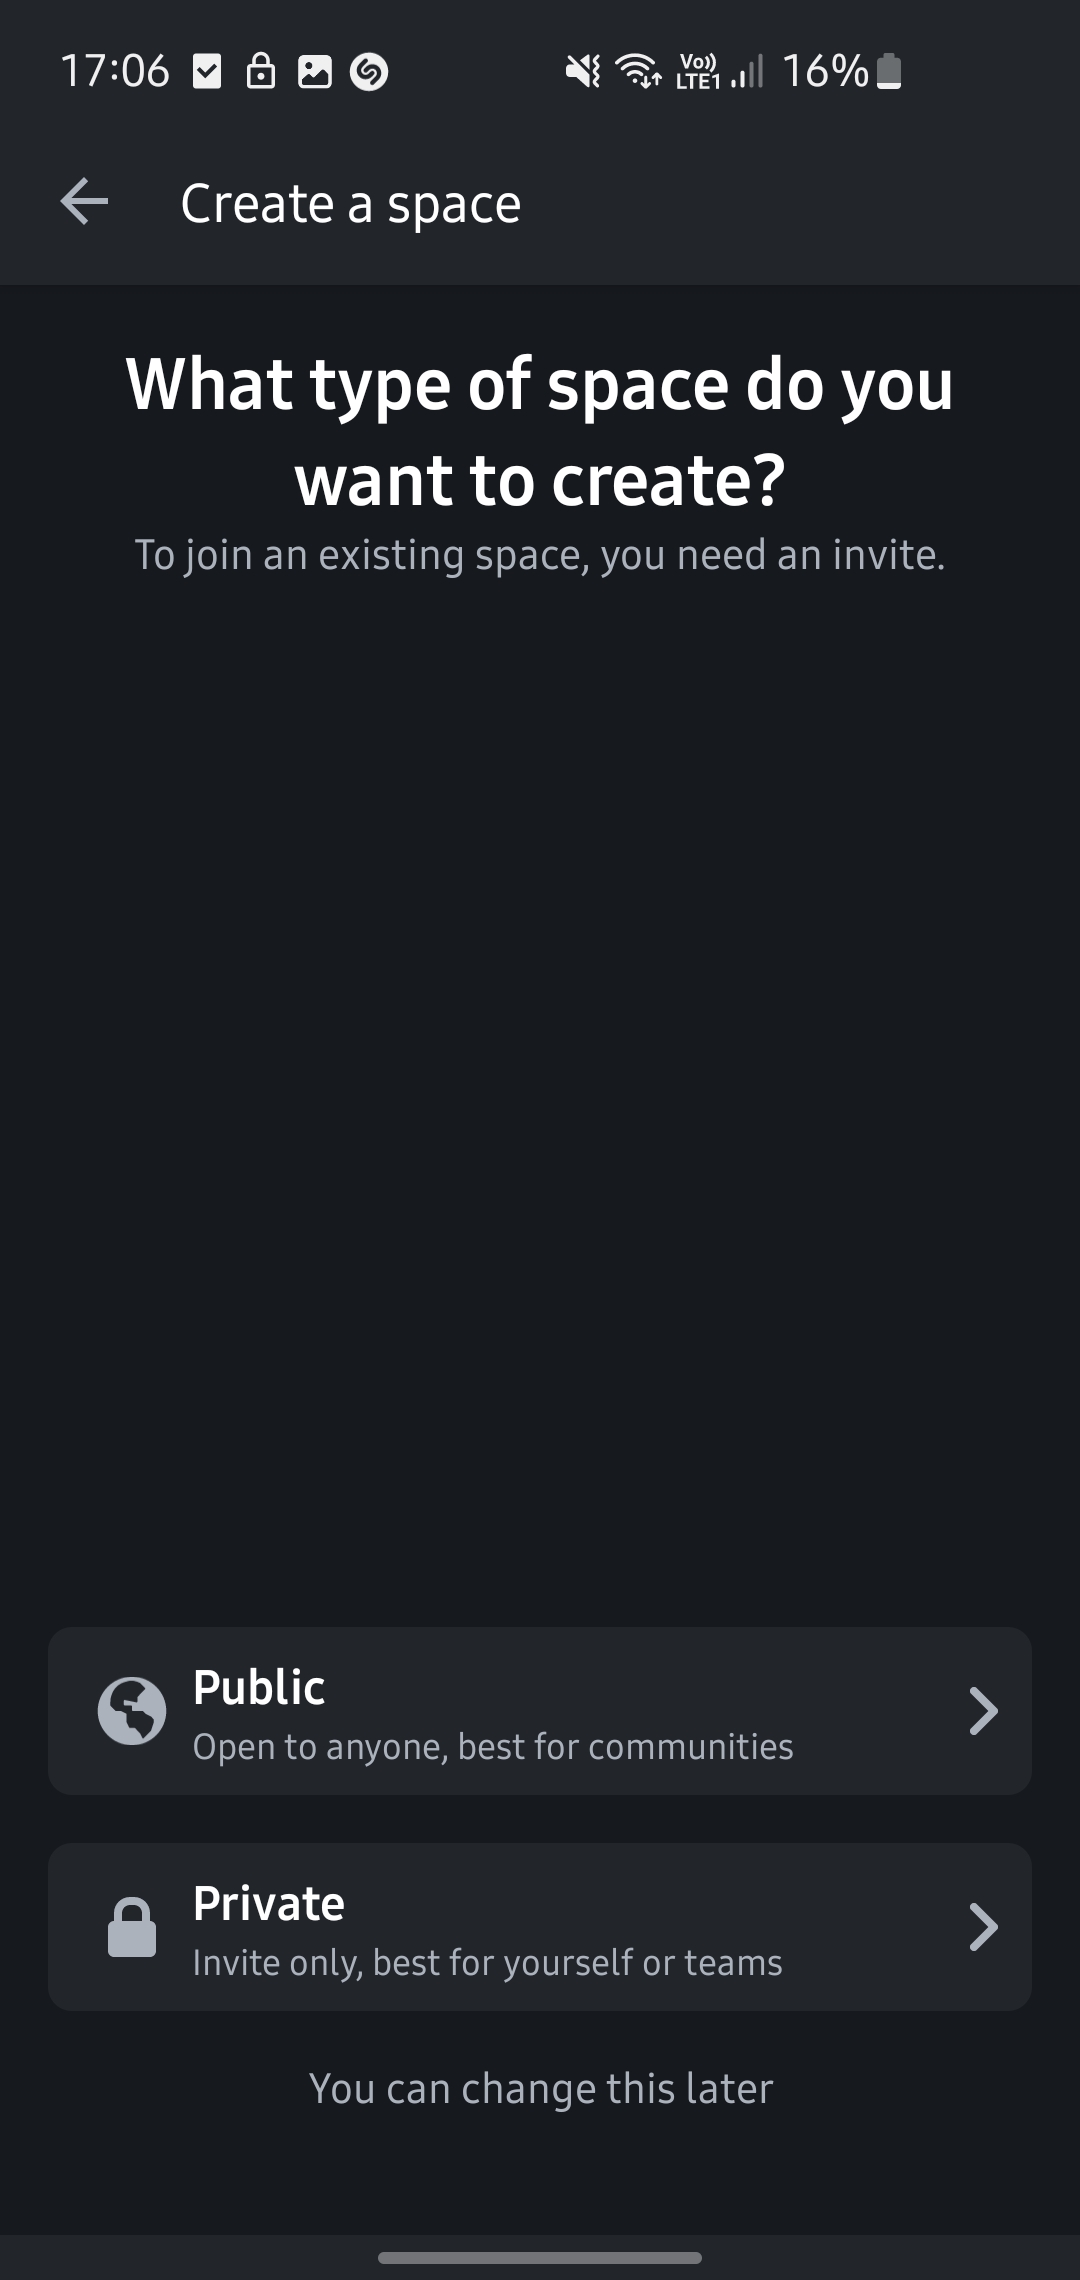 17:06
Vo)) LTE1
16%
Create a space
What type of space do you
want to create?
To join an existing space, you need an invite.
Public
Open to anyone, best for communities
Private
Invite only, best for yourself or teams
You can change this later